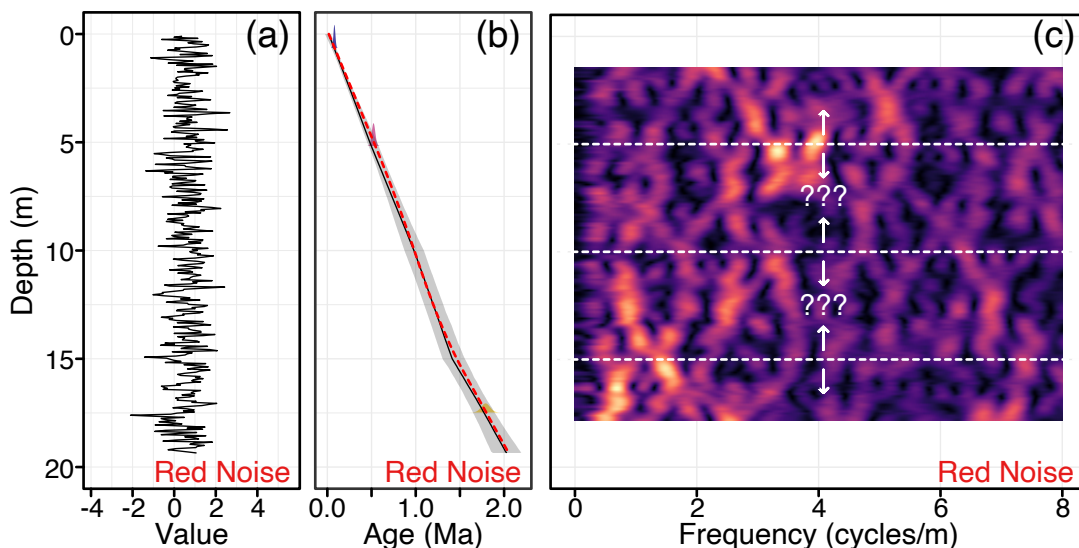 (a)
(b)
(c)
0
5
10
15
20
Depth (m)
-4 -2 0 2 4
Value
Red Noise
0.0 1.0 2.0
Age (Ma)
Red Noise
???
???
0 2 4 6 8
Frequency (cycles/m)
Red Noise